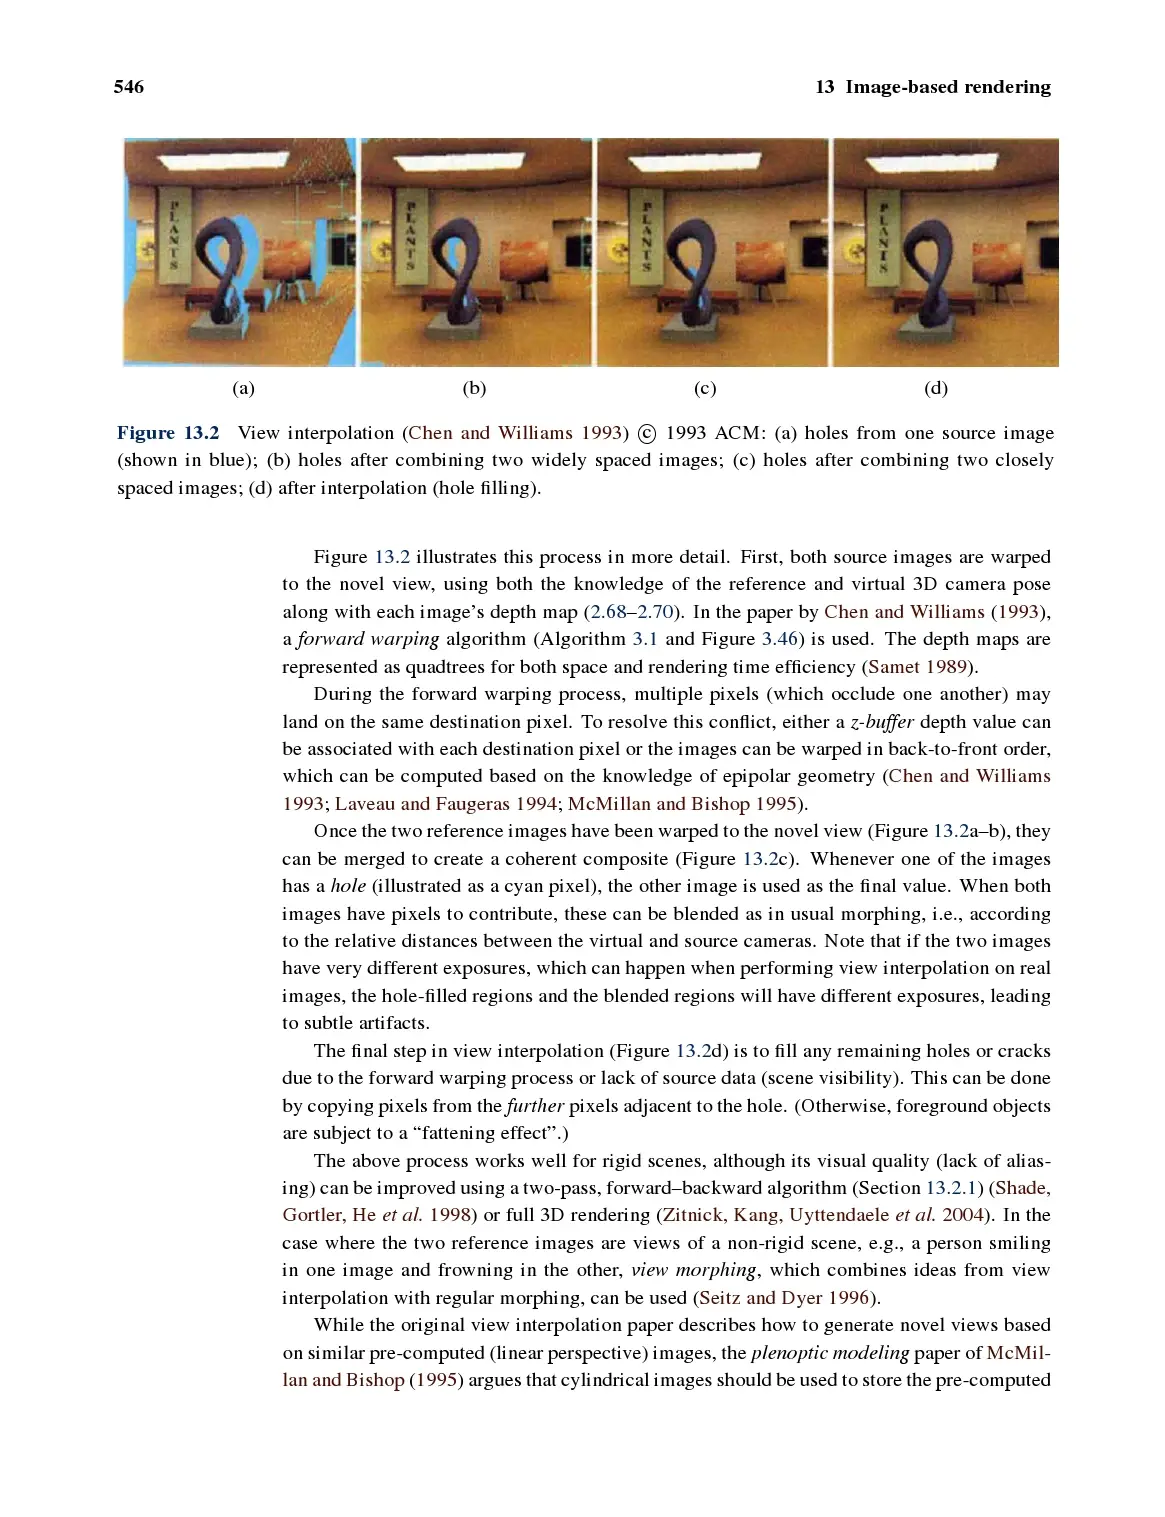 546
13 Image-based rendering
PLANTS PLANTS PLANTS PLANTS
(a) (b) (c) (d)
Figure 13.2 View interpolation (Chen and Williams 1993) © 1993 ACM: (a) holes from one source image
(shown in blue); (b) holes after combining two widely spaced images; (c) holes after combining two closely
spaced images; (d) after interpolation (hole filling).
Figure 13.2 illustrates this process in more detail. First, both source images are warped
to the novel view, using both the knowledge of the reference and virtual 3D camera pose
along with each image’s depth map (2.68–2.70). In the paper by Chen and Williams (1993),
a forward warping algorithm (Algorithm 3.1 and Figure 3.46) is used. The depth maps are
represented as quadtrees for both space and rendering time efficiency (Samet 1989).
During the forward warping process, multiple pixels (which occlude one another) may
land on the same destination pixel. To resolve this conflict, either a z-buffer depth value can
be associated with each destination pixel or the images can be warped in back-to-front order,
which can be computed based on the knowledge of epipolar geometry (Chen and Williams
1993; Laveau and Faugeras 1994; McMillan and Bishop 1995).
Once the two reference images have been warped to the novel view (Figure 13.2a–b), they
can be merged to create a coherent composite (Figure 13.2c). Whenever one of the images
has a hole (illustrated as a cyan pixel), the other image is used as the final value. When both
images have pixels to contribute, these can be blended as in usual morphing, i.e., according
to the relative distances between the virtual and source cameras. Note that if the two images
have very different exposures, which can happen when performing view interpolation on real
images, the hole-filled regions and the blended regions will have different exposures, leading
to subtle artifacts.
The final step in view interpolation (Figure 13.2d) is to fill any remaining holes or cracks
due to the forward warping process or lack of source data (scene visibility). This can be done
by copying pixels from the further pixels adjacent to the hole. (Otherwise, foreground objects
are subject to a “fattening effect”.)
The above process works well for rigid scenes, although its visual quality (lack of alias-
ing) can be improved using a two-pass, forward–backward algorithm (Section 13.2.1) (Shade,
Gortler, He et al. 1998) or full 3D rendering (Zitnick, Kang, Uyttendaele et al. 2004). In the
case where the two reference images are views of a non-rigid scene, e.g., a person smiling
in one image and frowning in the other, view morphing, which combines ideas from view
interpolation with regular morphing, can be used (Seitz and Dyer 1996).
While the original view interpolation paper describes how to generate novel views based
on similar pre-computed (linear perspective) images, the plenoptic modeling paper of McMil-
lan and Bishop (1995) argues that cylindrical images should be used to store the pre-computed